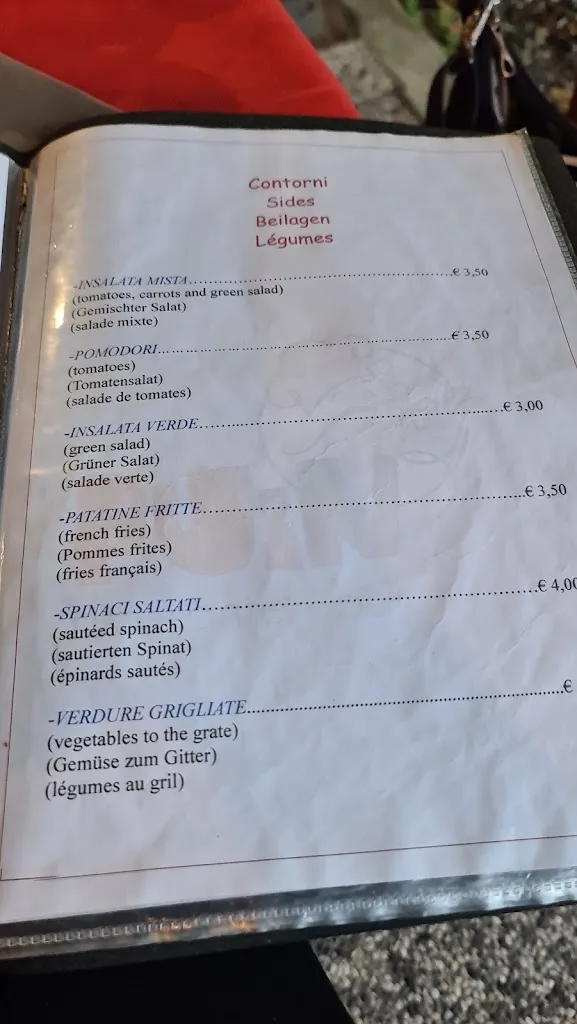 Contorni
Sides
Beilagen
Légumes
-INSALATA MISTA.................................................€ 3,50
(tomatoes, carrots and green salad)
(Gemischter Salat)
(salade mixte)
-POMODORI.......................................................€ 3,50
(tomatoes)
(Tomatensalat)
(salade de tomates)
-INSALATA VERDE.................................................€ 3,00
(green salad)
(Grüner Salat)
(salade verte)
-PATATINE FRITTE................................................€ 3,50
(french fries)
(Pommes frites)
(fries français)
-SPINACI SALTATI................................................€ 4,00
(sautéed spinach)
(sautierten Spinat)
(épinards sautés)
-VERDURE GRIGLIATE..............................................€
(vegetables to the grate)
(Gemüse zum Gitter)
(légumes au gril)